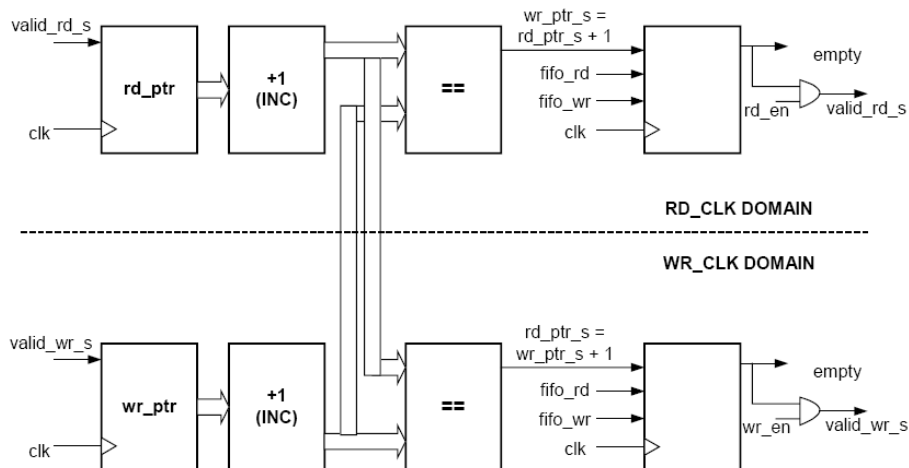 valid_rd_s
clk
rd_ptr
+1
(INC)
==
wr_ptr_s =
rd_ptr_s + 1
fifo_rd
fifo_wr
clk
empty
rd_en
valid_rd_s
RD_CLK DOMAIN
WR_CLK DOMAIN
valid_wr_s
clk
wr_ptr
+1
(INC)
==
rd_ptr_s =
wr_ptr_s + 1
fifo_rd
fifo_wr
clk
empty
wr_en
valid_wr_s